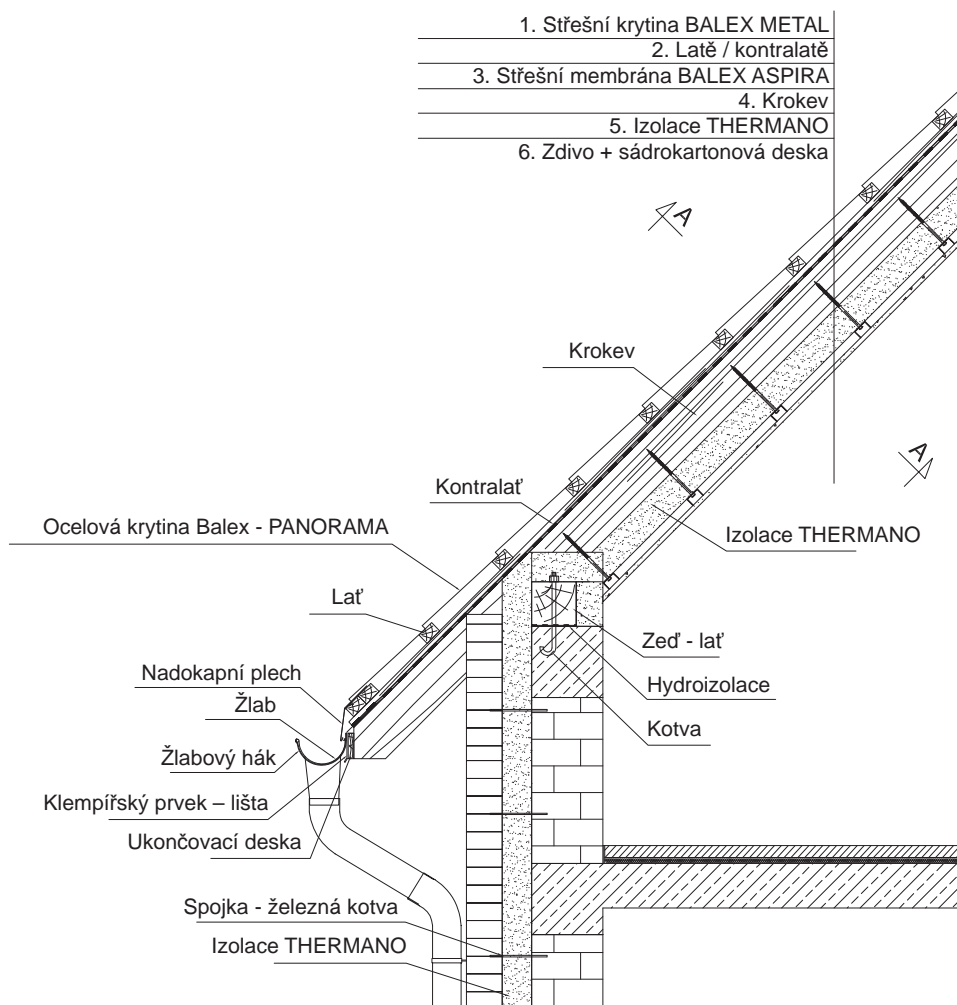 1. Střešní krytina BALEX METAL
2. Latě / kontralatě
3. Střešní membrána BALEX ASPIRA
4. Krokev
5. Izolace THERMANO
6. Zdivo + sádrokartonová deska
A
Krokev
A
Kontralať
Ocelová krytina Balex - PANORAMA
Izolace THERMANO
Lať
Zeď - lať
Nadokapní plech
Hydroizolace
Žlab
Kotva
Žlabový hák
Klempířský prvek – lišta
Ukončovací deska
Spojka - železná kotva
Izolace THERMANO